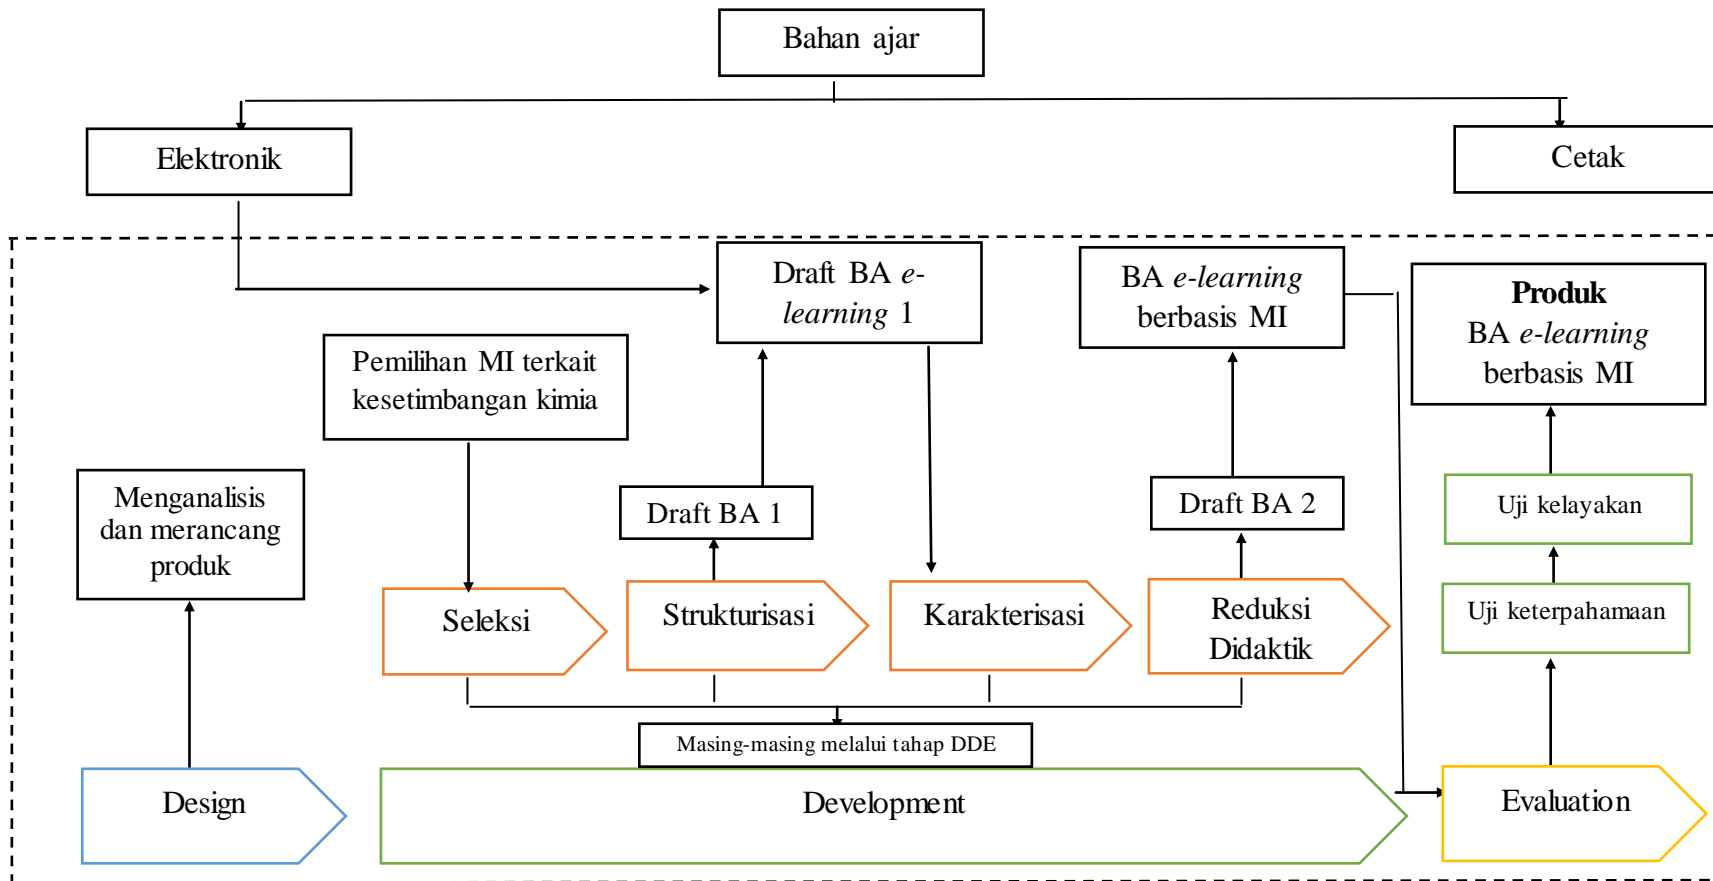 Bahan ajar
Elektronik
Cetak
Draft BA e-
learning 1
BA e-learning
berbasis MI
Produk
BA e-learning
berbasis MI
Pemilihan MI terkait
kesetimbangan kimia
Menganalisis
dan merancang
produk
Draft BA 1
Draft BA 2
Uji kelayakan
Seleksi
Strukturisasi
Karakterisasi
Reduksi
Didaktik
Uji keterpahamaan
Masing-masing melalui tahap DDE
Design
Development
Evaluation